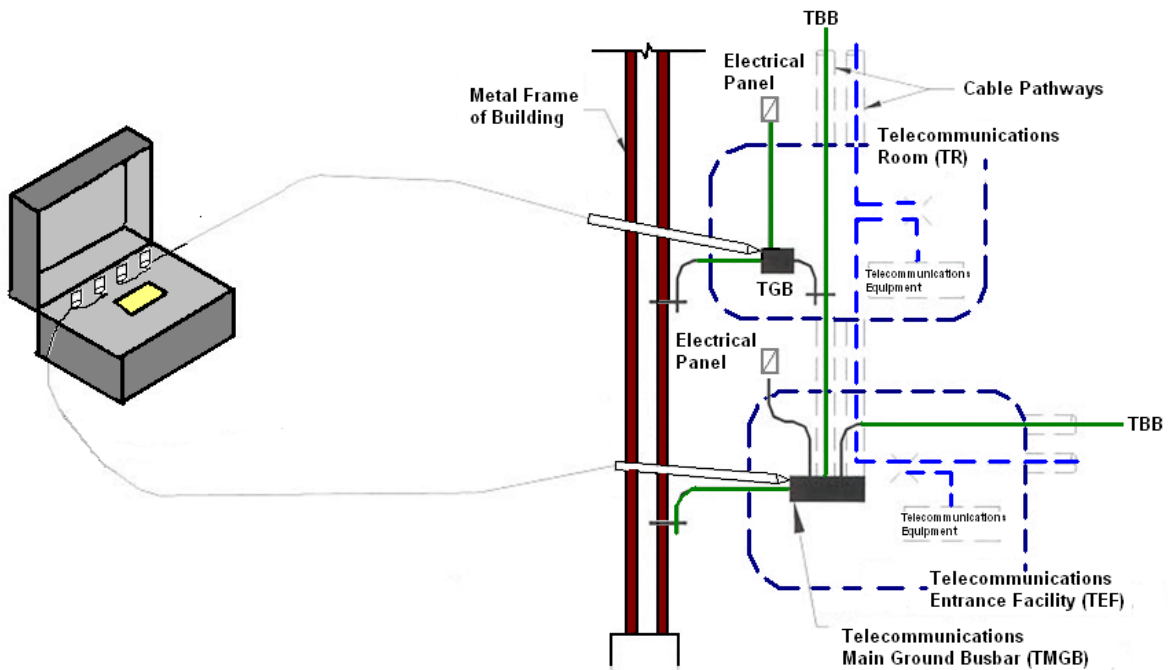 TBB
Electrical
Panel
Cable Pathways
Metal Frame
of Building
Telecommunications
Room (TR)
Telecommunications
Equipment
TGB
Electrical
Panel
TBB
Telecommunications
Equipment
Telecommunications
Entrance Facility (TEF)
Telecommunications
Main Ground Busbar (TMGB)